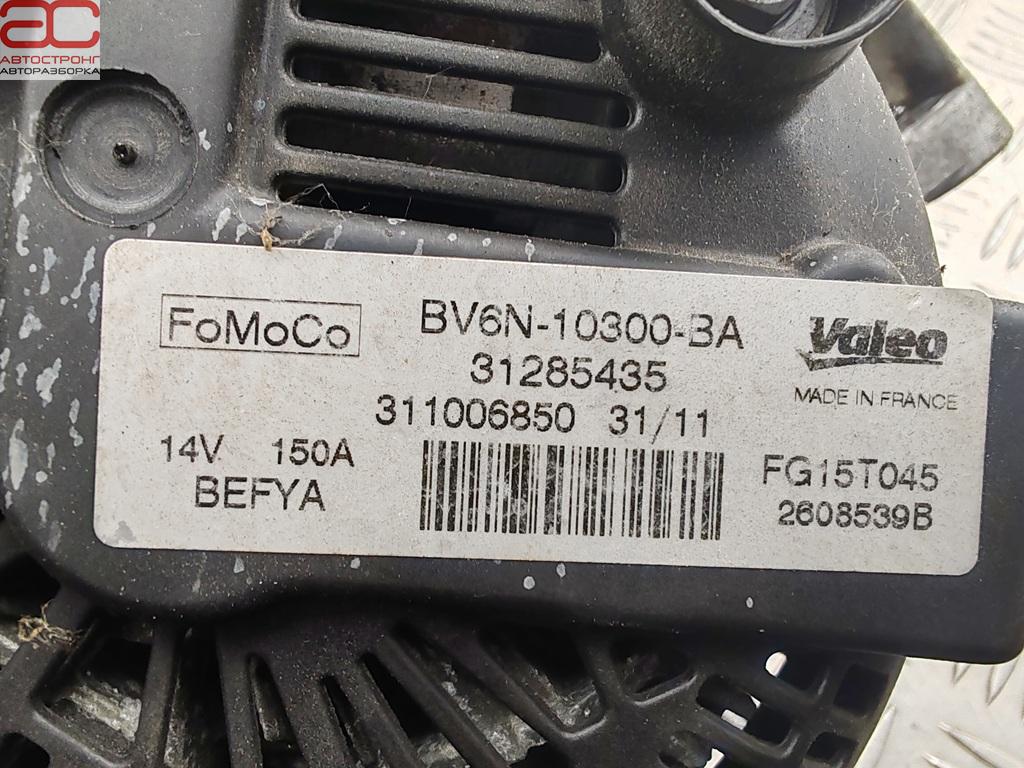 ac
АВТОСТРОНГ
АВТОРАЗБОРКА
FoMoCo
BV6N-10300-BA
31285435
311006850 31/11
14V 150A
BEFYA
Valeo
MADE IN FRANCE
FG15T045
2608539B